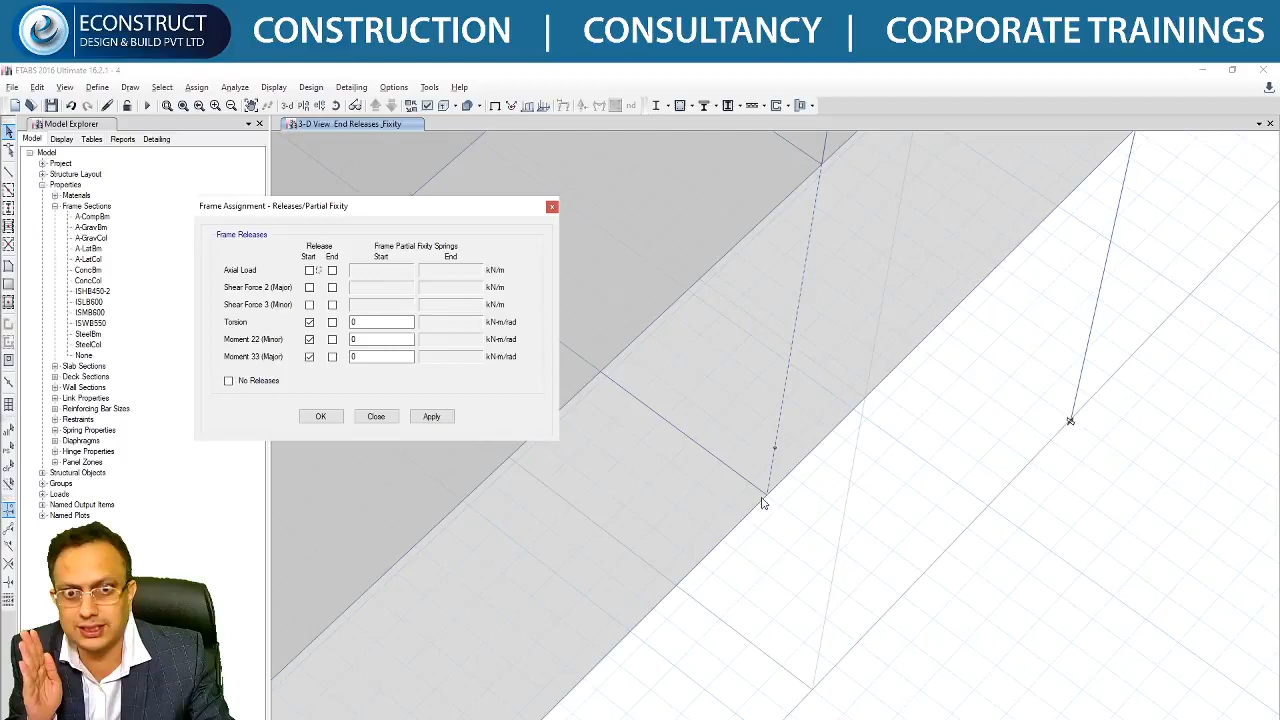 ECONSTRUCT
DESIGN & BUILD PVT LTD
CONSTRUCTION | CONSULTANCY | CORPORATE TRAININGS
ETABS 2016 Ultimate 16.2.1 - 4
File Edit View Define Draw Select Assign Analyze Display Design Detailing Options Tools Help
3-D
nd
Model Explorer
3-D View End Releases ,Fixity
Model Display Tables Reports Detailing
Model
Project
Structure Layout
Properties
Materials
Frame Sections
A-CompBm
A-GravBm
A-GravCol
A-LatBm
A-LatCol
ConcBm
ConcCol
ISHB450-2
ISLB600
ISMB600
ISWB550
SteelBm
SteelCol
None
Slab Sections
Deck Sections
Wall Sections
Link Properties
Reinforcing Bar Sizes
Restraints
Spring Properties
Diaphragms
Hinge Properties
Panel Zones
Structural Objects
Groups
Loads
Named Output Items
Named Plots
Frame Assignment - Releases/Partial Fixity
x
Frame Releases
Release Frame Partial Fixity Springs
Start End Start End
Axial Load kN/m
Shear Force 2 (Major) kN/m
Shear Force 3 (Minor) kN/m
Torsion 0 kN-m/rad
Moment 22 (Minor) 0 kN-m/rad
Moment 33 (Major) 0 kN-m/rad
No Releases
OK Close Apply